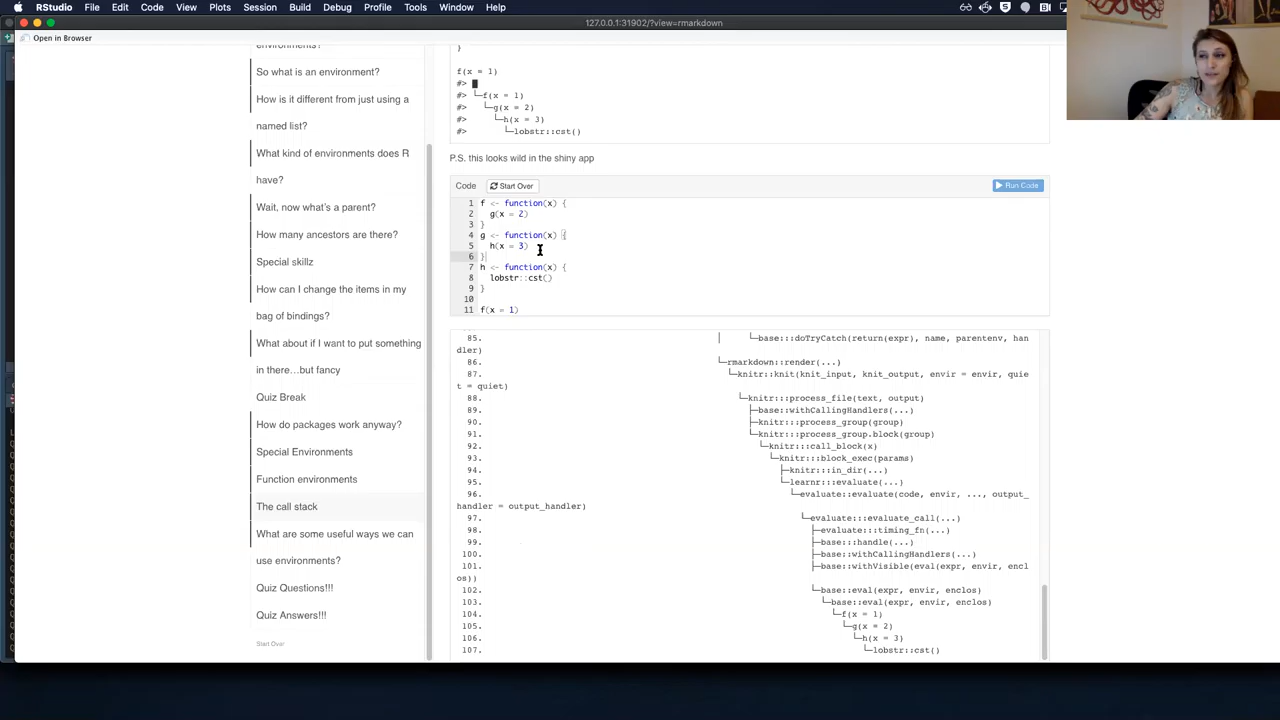 RStudio File Edit Code View Plots Session Build Debug Profile Tools Window Help
127.0.0.1:31902/?view=rmarkdown
Open in Browser
environments?
So what is an environment?
How is it different from just using a
named list?
What kind of environments does R
have?
Wait, now what's a parent?
How many ancestors are there?
Special skillz
How can I change the items in my
bag of bindings?
What about if I want to put something
in there...but fancy
Quiz Break
How do packages work anyway?
Special Environments
Function environments
The call stack
What are some useful ways we can
use environments?
Quiz Questions!!!
Quiz Answers!!!
Start Over
}
f(x = 1)
#> █
#> └─f(x = 1)
#>   └─g(x = 2)
#>     └─h(x = 3)
#>       └─lobstr::cst()
P.S. this looks wild in the shiny app
Code Start Over Run Code
1 f <- function(x) {
2   g(x = 2)
3 }
4 g <- function(x) {
5   h(x = 3)
6 }
7 h <- function(x) {
8   lobstr::cst()
9 }
10
11 f(x = 1)
85. │ └─base:::doTryCatch(return(expr), name, parentenv, han
dler)
86. └─rmarkdown::render(...)
87. └─knitr::knit(knit_input, knit_output, envir = envir, quie
t = quiet)
88. └─knitr:::process_file(text, output)
89. ├─base::withCallingHandlers(...)
90. ├─knitr:::process_group(group)
91. └─knitr:::process_group.block(group)
92. └─knitr:::call_block(x)
93. └─knitr:::block_exec(params)
94. ├─knitr:::in_dir(...)
95. └─learnr:::evaluate(...)
96. └─evaluate::evaluate(code, envir, ..., output_
handler = output_handler)
97. └─evaluate:::evaluate_call(...)
98. ├─evaluate:::timing_fn(...)
99. ├─base:::handle(...)
100. ├─base::withCallingHandlers(...)
101. ├─base::withVisible(eval(expr, envir, encl
os))
102. └─base::eval(expr, envir, enclos)
103. └─base::eval(expr, envir, enclos)
104. └─f(x = 1)
105. └─g(x = 2)
106. └─h(x = 3)
107. └─lobstr::cst()